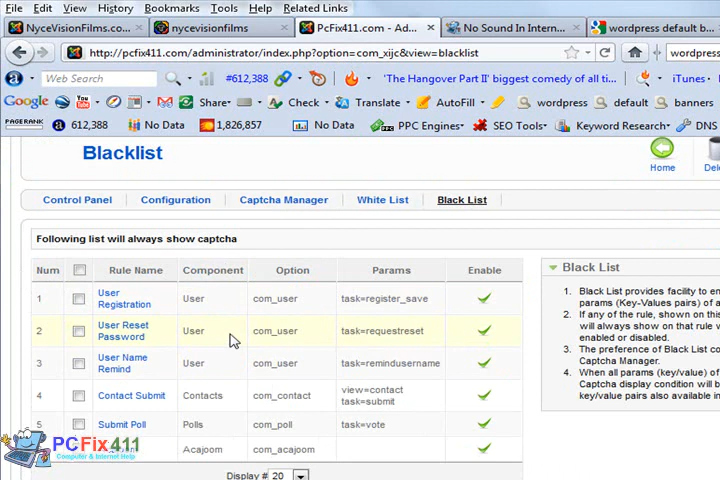 File Edit View History Bookmarks Tools Help
NyceVisionFilms.co... nycevisionfilms PcFix411.com - Ad... No Sound In Intern... wordpress default b...
http://pcfix411.com/administrator/index.php?option=com_xijc&view=blacklist wordpres
Web Search #612,388 'The Hangover Part II' biggest comedy of all ti... iTunes
Google YouTube Share Check Translate AutoFill wordpress default banners
PAGERANK 612,388 No Data 1,826,857 No Data PPC Engines SEO Tools Keyword Research DNS
Blacklist
Home Del
Control Panel Configuration Captcha Manager White List Black List
Following list will always show captcha
Num Rule Name Component Option Params Enable
1 User Registration User com_user task=register_save
2 User Reset Password User com_user task=requestreset
3 User Name Remind User com_user task=remindusername
4 Contact Submit Contacts com_contact view=contact task=submit
5 Submit Poll Polls com_poll task=vote
Acajoom com_acajoom
Display # 20
Black List
1. Black List provides facility to en
params (Key-Values pairs) of a
2. If any of the rule, shown on this
will always show on that rule w
enabled or disabled.
3. The preference of Black List co
Captcha Manager.
4. When all params (key/value) of
Captcha display condition will b
key/value pairs also available in
PCFix411
Computer & Internet Help